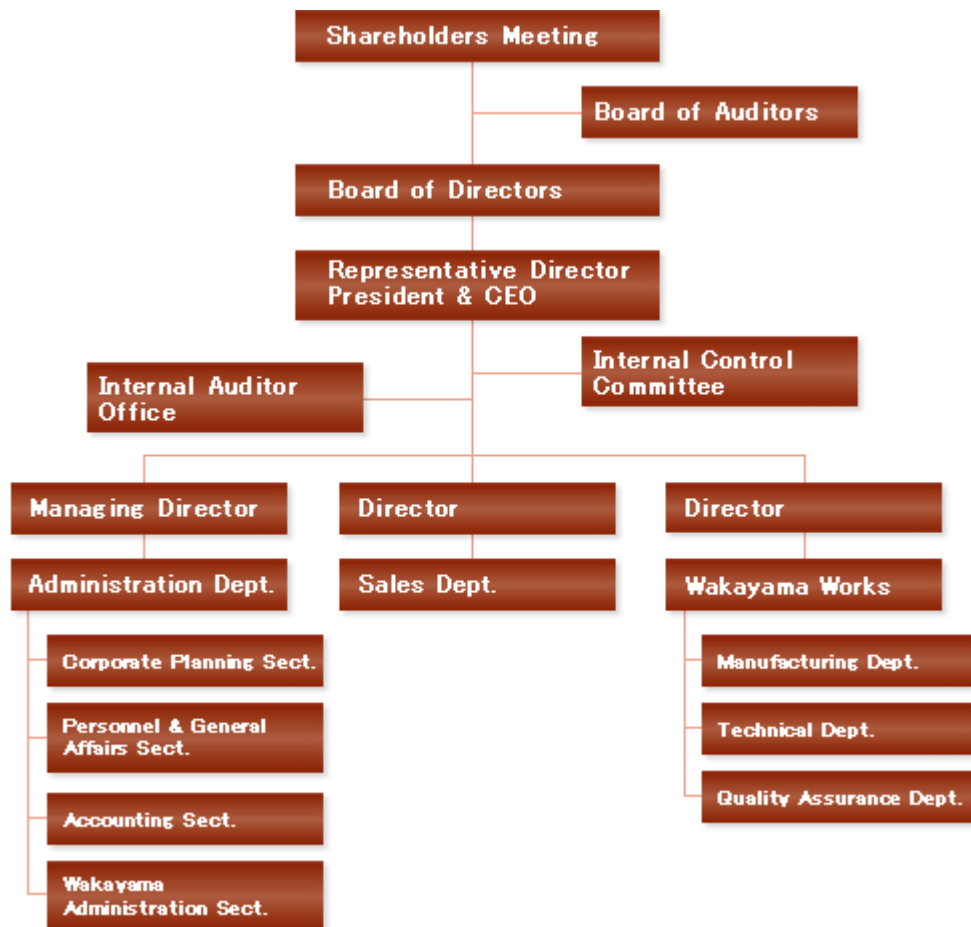 Shareholders Meeting
Board of Auditors
Board of Directors
Representative Director
President & CEO
Internal Control
Committee
Internal Auditor
Office
Managing Director
Director
Director
Administration Dept.
Sales Dept.
Wakayama Works
Corporate Planning Sect.
Personnel & General
Affairs Sect.
Accounting Sect.
Wakayama
Administration Sect.
Manufacturing Dept.
Technical Dept.
Quality Assurance Dept.